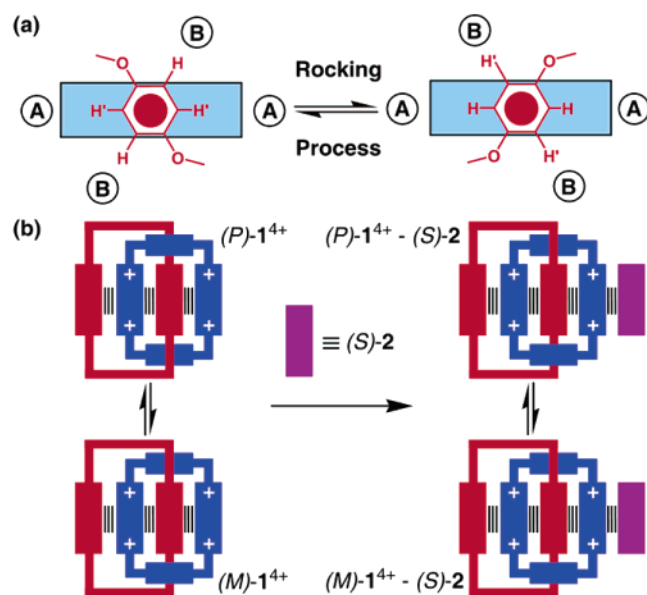 (a)
B
O
H
H'
O
A
H'
H'
A
Rocking
A
H
H
A
H
O
Process
O
H'
B
B
(b)
(P)-1⁴⁺
(P)-1⁴⁺ - (S)-2
+
+
+
+
+
+
+
+
≡ (S)-2
+
+
+
+
+
+
+
+
(M)-1⁴⁺
(M)-1⁴⁺ - (S)-2